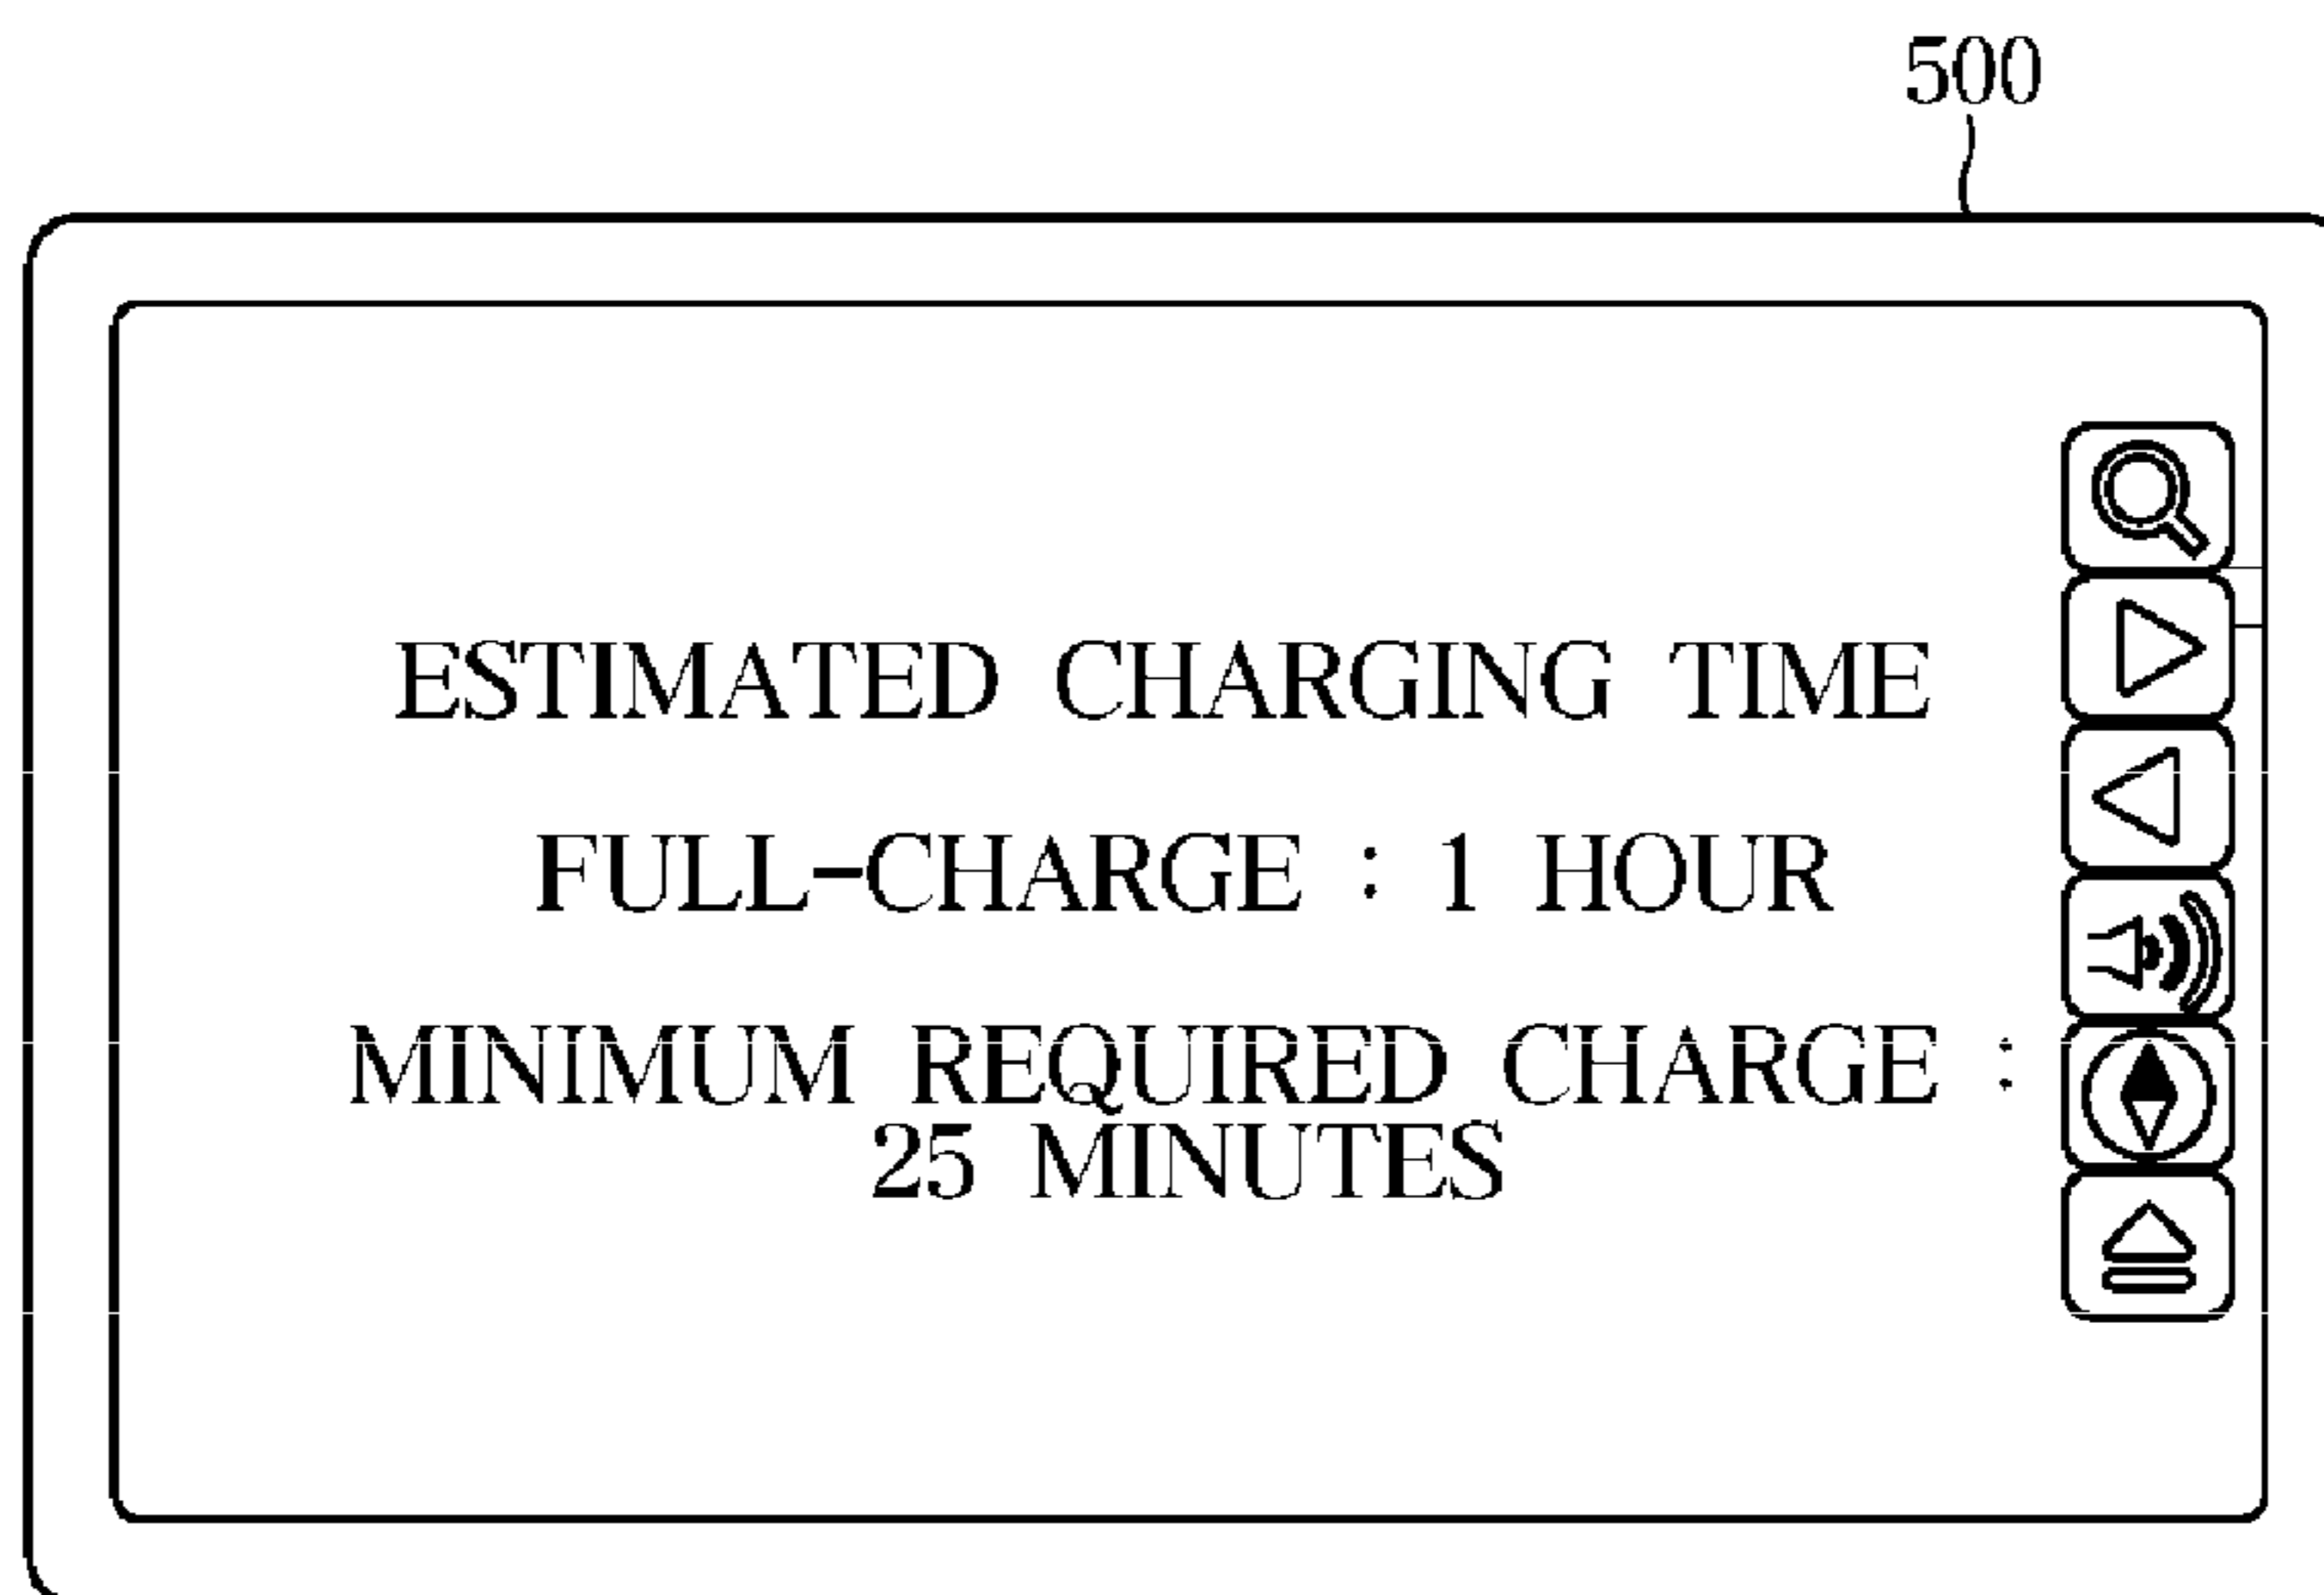 500
ESTIMATED CHARGING TIME
FULL-CHARGE : 1 HOUR
MINIMUM REQUIRED CHARGE :
25 MINUTES